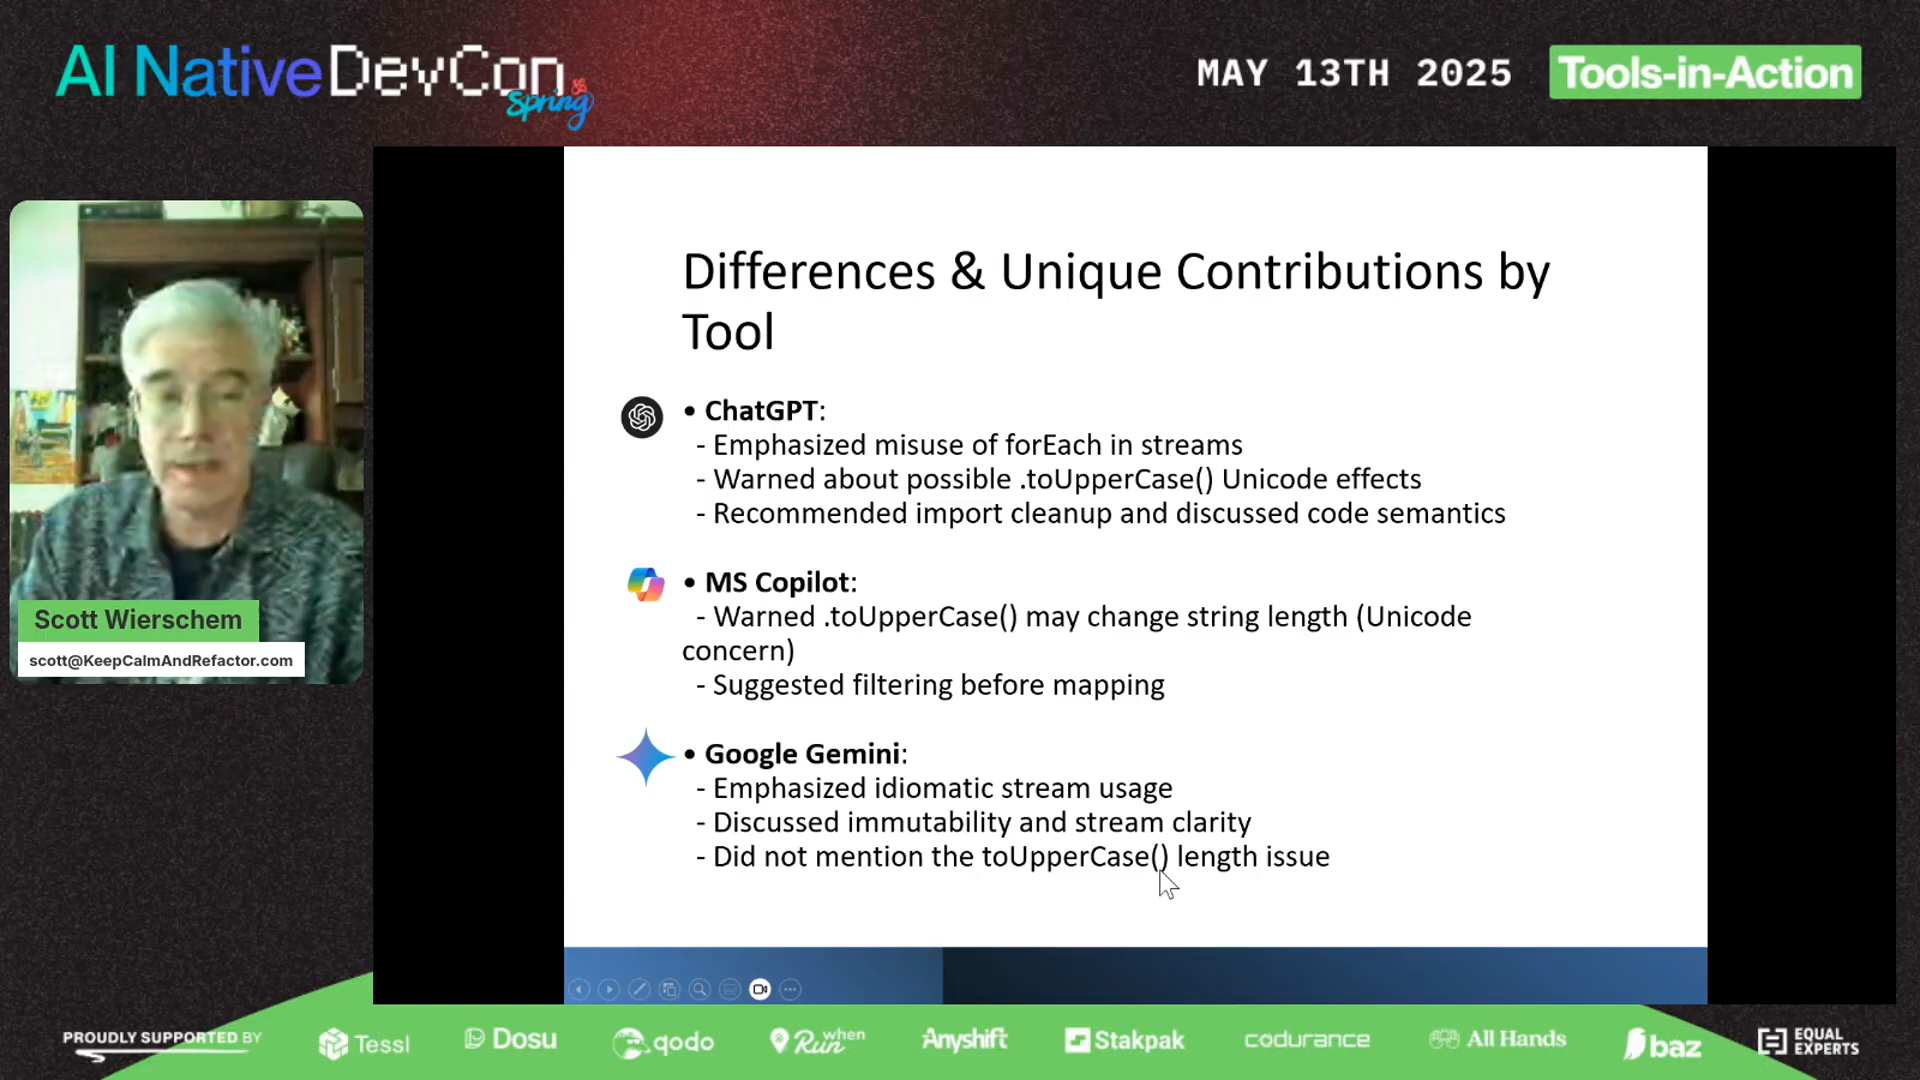 AI Native DevCon
Spring
MAY 13TH 2025
Tools-in-Action
Scott Wierschem
scott@KeepCalmAndRefactor.com
Differences & Unique Contributions by
Tool
• ChatGPT:
- Emphasized misuse of forEach in streams
- Warned about possible .toUpperCase() Unicode effects
- Recommended import cleanup and discussed code semantics
• MS Copilot:
- Warned .toUpperCase() may change string length (Unicode
concern)
- Suggested filtering before mapping
• Google Gemini:
- Emphasized idiomatic stream usage
- Discussed immutability and stream clarity
- Did not mention the toUpperCase() length issue
PROUDLY SUPPORTED BY
Tessl
Dosu
qodo
Run when
Anyshift
Stakpak
codurance
All Hands
baz
EQUAL
EXPERTS